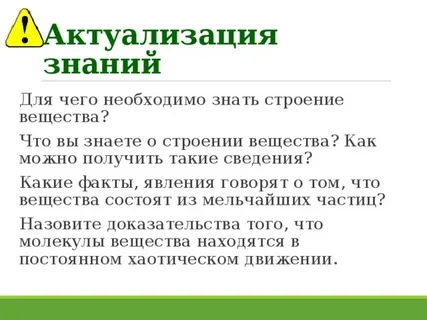 Актуализация
знаний
Для чего необходимо знать строение
вещества?
Что вы знаете о строении вещества? Как
можно получить такие сведения?
Какие факты, явления говорят о том, что
вещества состоят из мельчайших частиц?
Назовите доказательства того, что
молекулы вещества находятся в
постоянном хаотическом движении.